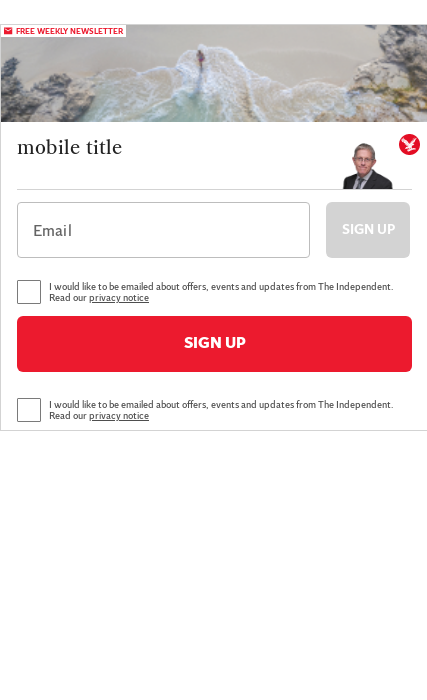 FREE WEEKLY NEWSLETTER
mobile title
Email
SIGN UP
I would like to be emailed about offers, events and updates from The Independent.
Read our privacy notice
SIGN UP
I would like to be emailed about offers, events and updates from The Independent.
Read our privacy notice